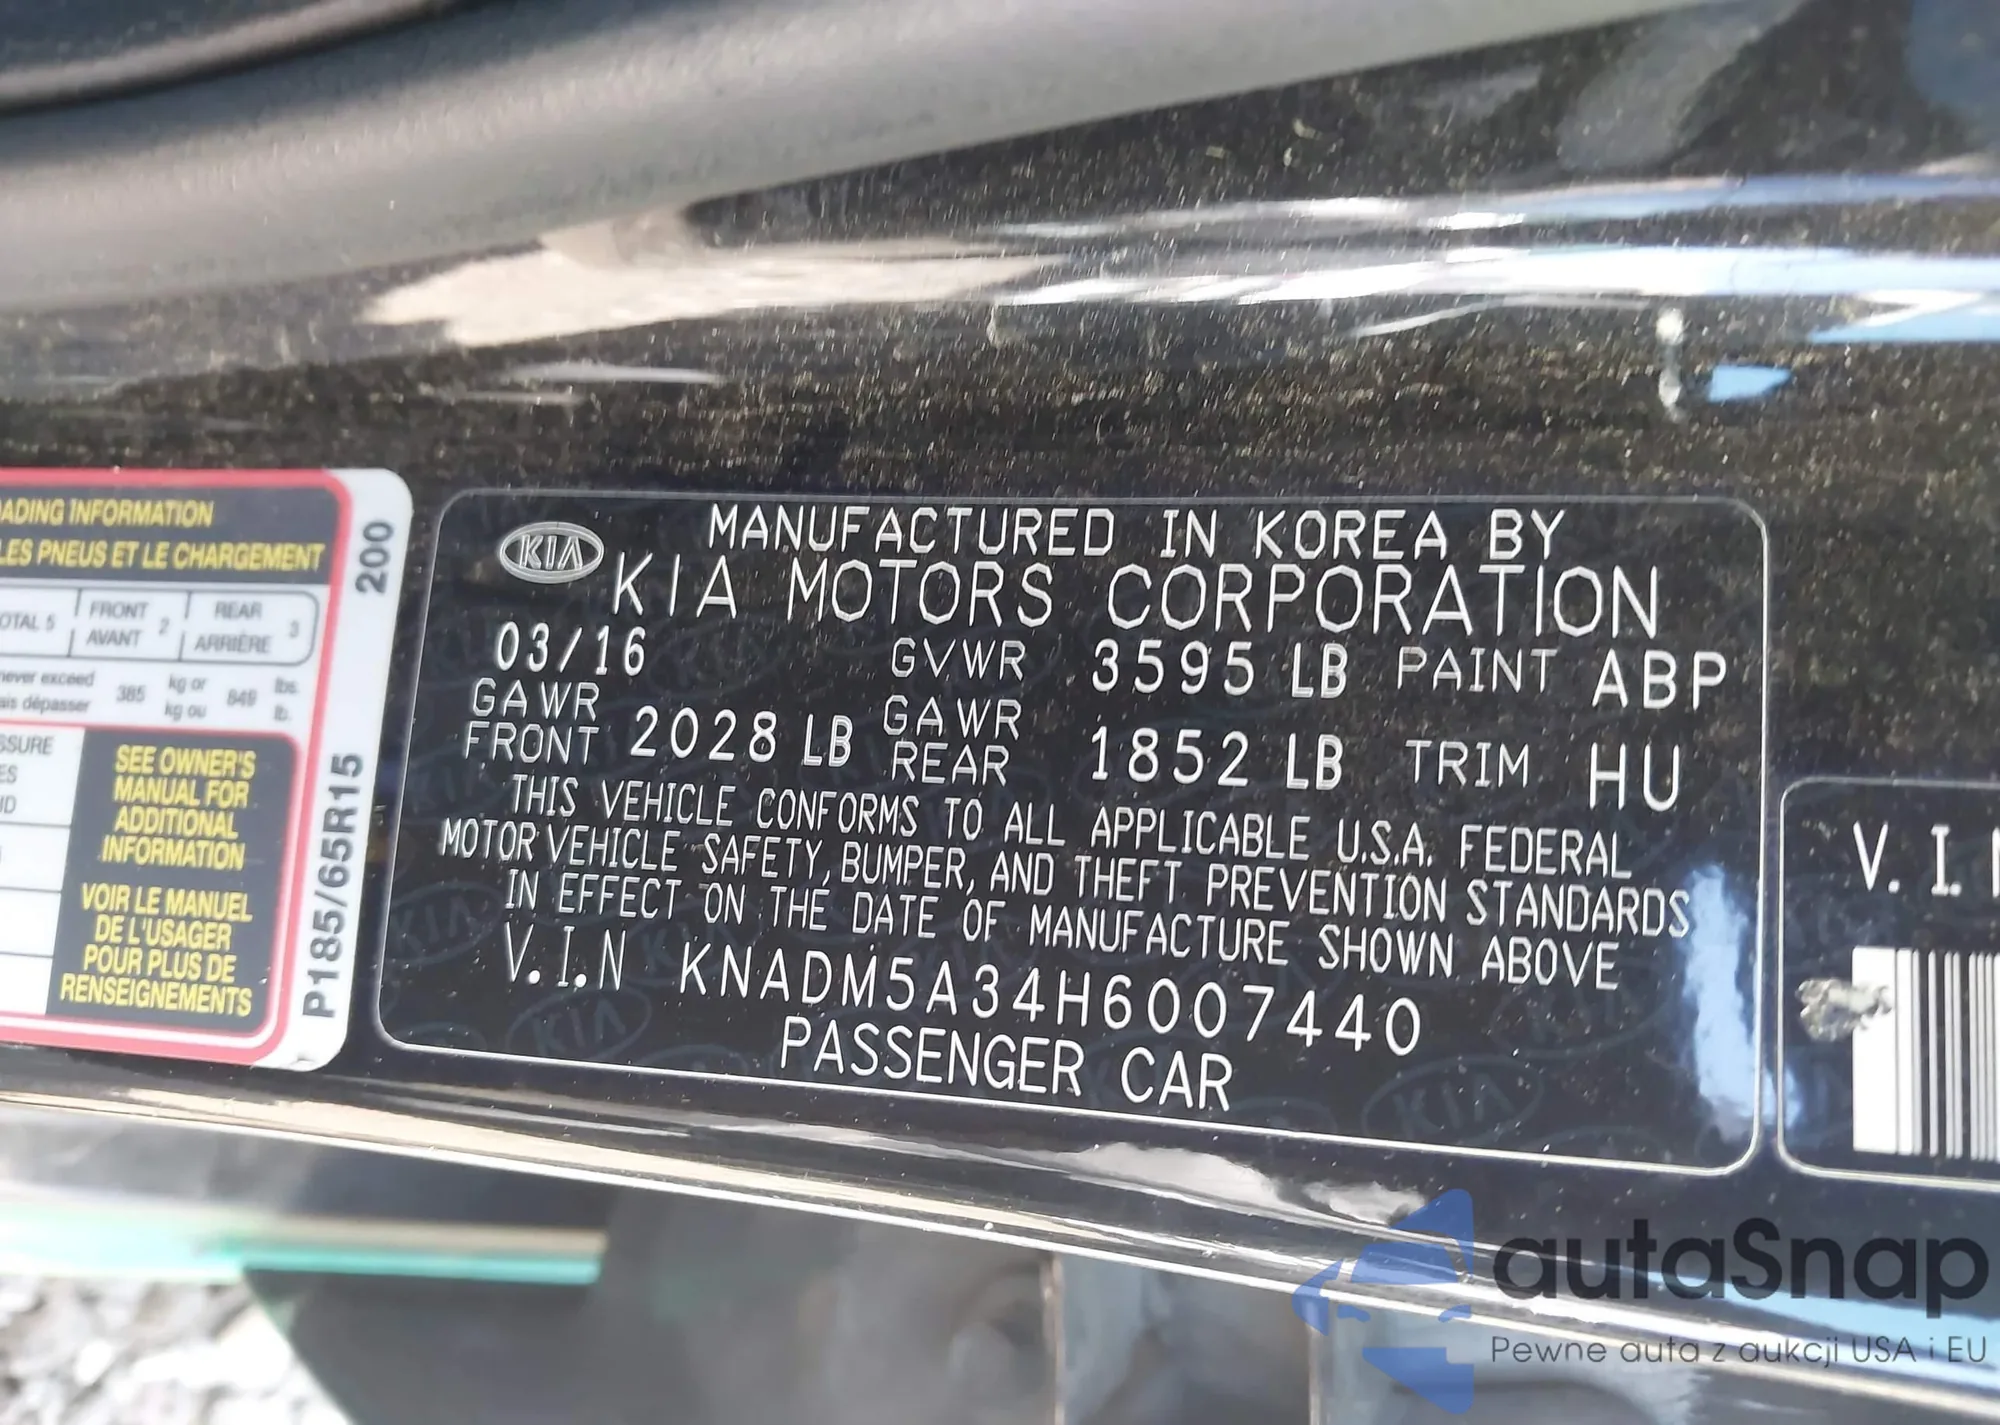 ADING INFORMATION
LES PNEUS ET LE CHARGEMENT
OTAL 5
FRONT
AVANT
2
REAR
ARRIÈRE
3
never exceed
ais dépasser
385
kg or
kg ou
849
lbs.
lb.
SSURE
ES
ID
SEE OWNER'S
MANUAL FOR
ADDITIONAL
INFORMATION
VOIR LE MANUEL
DE L'USAGER
POUR PLUS DE
RENSEIGNEMENTS
P185/65R15
200
KIA
MANUFACTURED IN KOREA BY
KIA MOTORS CORPORATION
03/16 GVWR 3595 LB PAINT ABP
GAWR FRONT 2028 LB GAWR REAR 1852 LB TRIM HU
THIS VEHICLE CONFORMS TO ALL APPLICABLE U.S.A. FEDERAL
MOTOR VEHICLE SAFETY, BUMPER, AND THEFT PREVENTION STANDARDS
IN EFFECT ON THE DATE OF MANUFACTURE SHOWN ABOVE
V.I.N KNADM5A34H6007440
PASSENGER CAR
V.I.N
autaSnap
Pewne auta z aukcji USA i EU